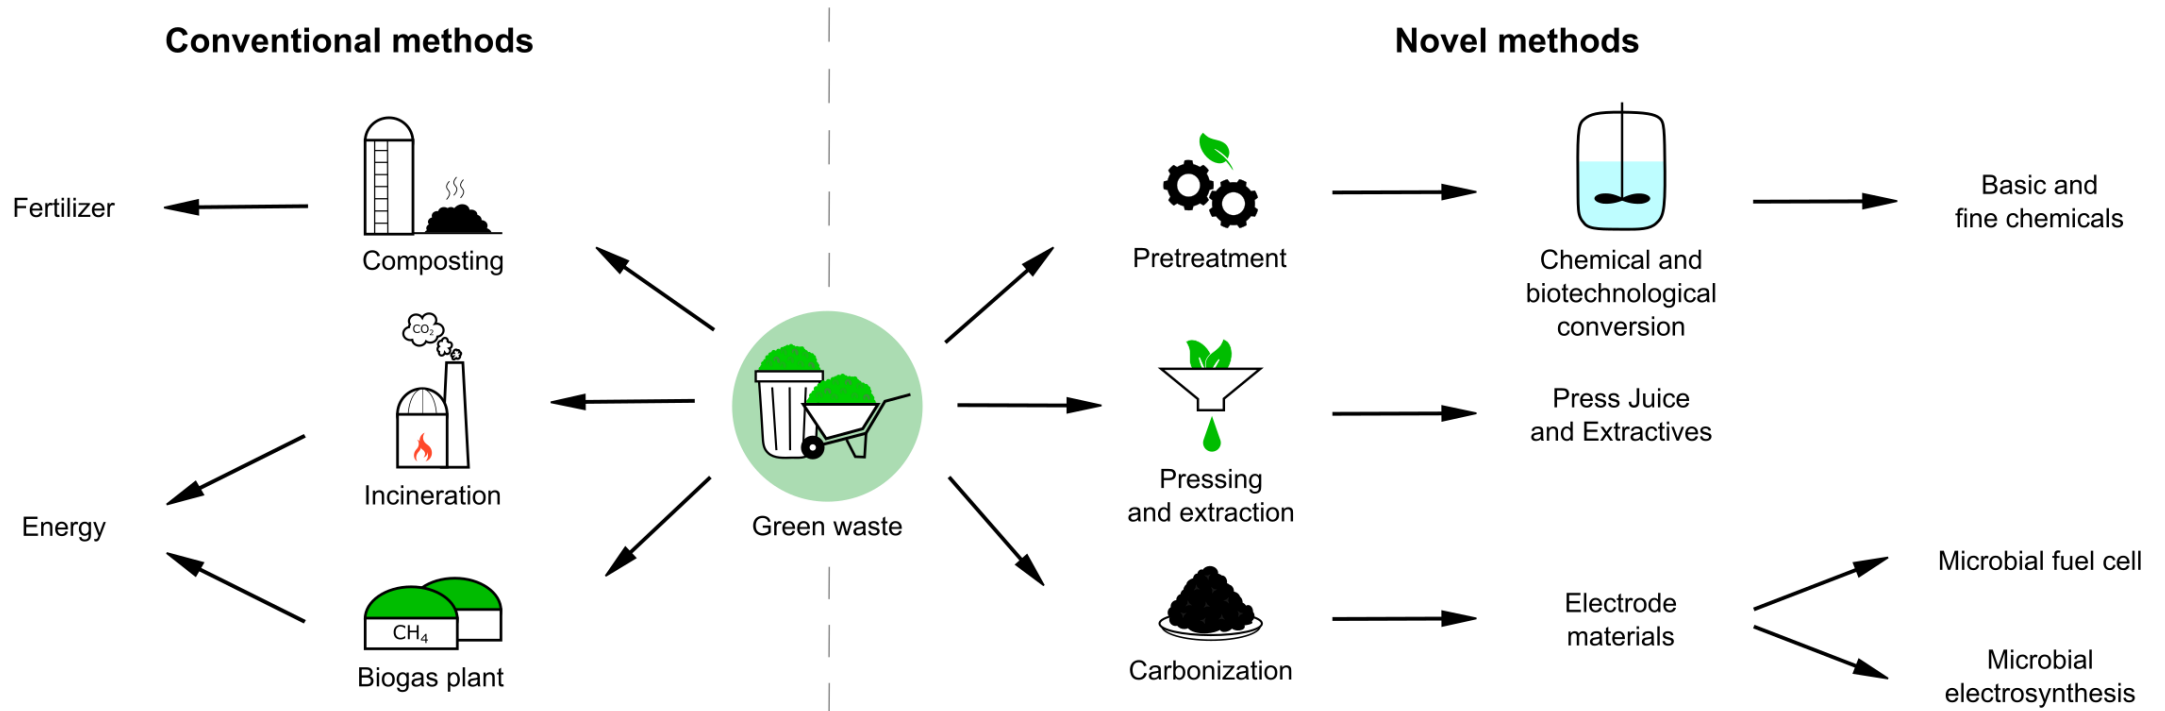 Conventional methods
Novel methods
Fertilizer
Composting
CO₂
Incineration
Energy
CH₄
Biogas plant
Green waste
Pretreatment
Chemical and
biotechnological
conversion
Basic and
fine chemicals
Pressing
and extraction
Press Juice
and Extractives
Carbonization
Electrode
materials
Microbial fuel cell
Microbial
electrosynthesis